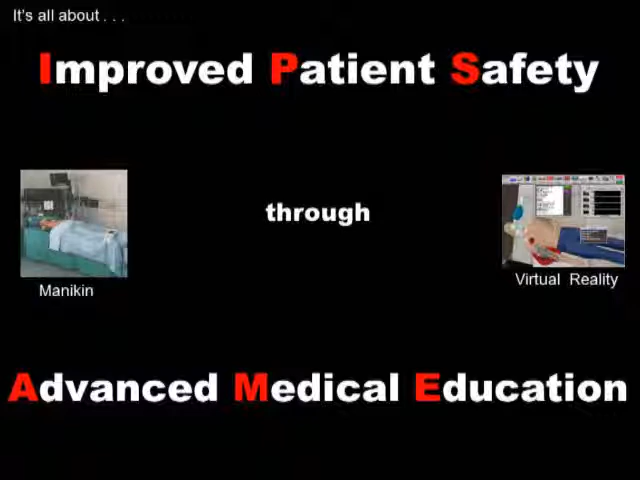 It's all about . . .
Improved Patient Safety
through
Manikin
Virtual Reality
Advanced Medical Education